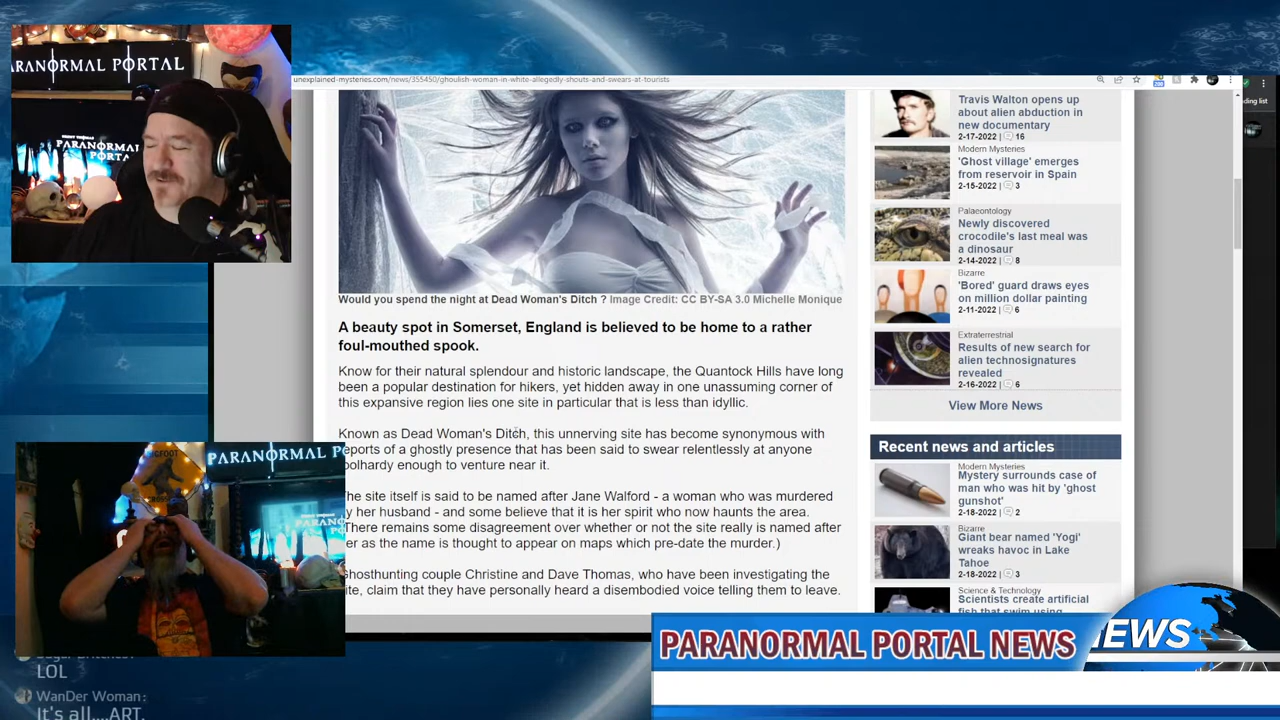 PARANORMAL PORTAL
PARANORMAL
PORTA
unexplained-mysteries.com/news/355450/ghoulish-woman-in-white-allegedly-shouts-and-swears-at-tourists
ding list
Would you spend the night at Dead Woman's Ditch ? Image Credit: CC BY-SA 3.0 Michelle Monique
A beauty spot in Somerset, England is believed to be home to a rather
foul-mouthed spook.
Know for their natural splendour and historic landscape, the Quantock Hills have long
been a popular destination for hikers, yet hidden away in one unassuming corner of
this expansive region lies one site in particular that is less than idyllic.
Known as Dead Woman's Ditch, this unnerving site has become synonymous with
eports of a ghostly presence that has been said to swear relentlessly at anyone
oolhardy enough to venture near it.
he site itself is said to be named after Jane Walford - a woman who was murdered
y her husband - and some believe that it is her spirit who now haunts the area.
There remains some disagreement over whether or not the site really is named after
er as the name is thought to appear on maps which pre-date the murder.)
Ghosthunting couple Christine and Dave Thomas, who have been investigating the
ite, claim that they have personally heard a disembodied voice telling them to leave.
Travis Walton opens up
about alien abduction in
new documentary
2-17-2022 | 16
Modern Mysteries
'Ghost village' emerges
from reservoir in Spain
2-15-2022 | 3
Palaeontology
Newly discovered
crocodile's last meal was
a dinosaur
2-14-2022 | 8
Bizarre
'Bored' guard draws eyes
on million dollar painting
2-11-2022 | 6
Extraterrestrial
Results of new search for
alien technosignatures
revealed
2-16-2022 | 6
View More News
Recent news and articles
Modern Mysteries
Mystery surrounds case of
man who was hit by 'ghost
gunshot'
2-18-2022 | 2
Bizarre
Giant bear named 'Yogi'
wreaks havoc in Lake
Tahoe
2-18-2022 | 3
Science & Technology
Scientists create artificial
fish that swim using
BIGFOOT
PARANORMAL
LOL
WanDer Woman:
It's all....ART.
PARANORMAL PORTAL NEWS
NEWS